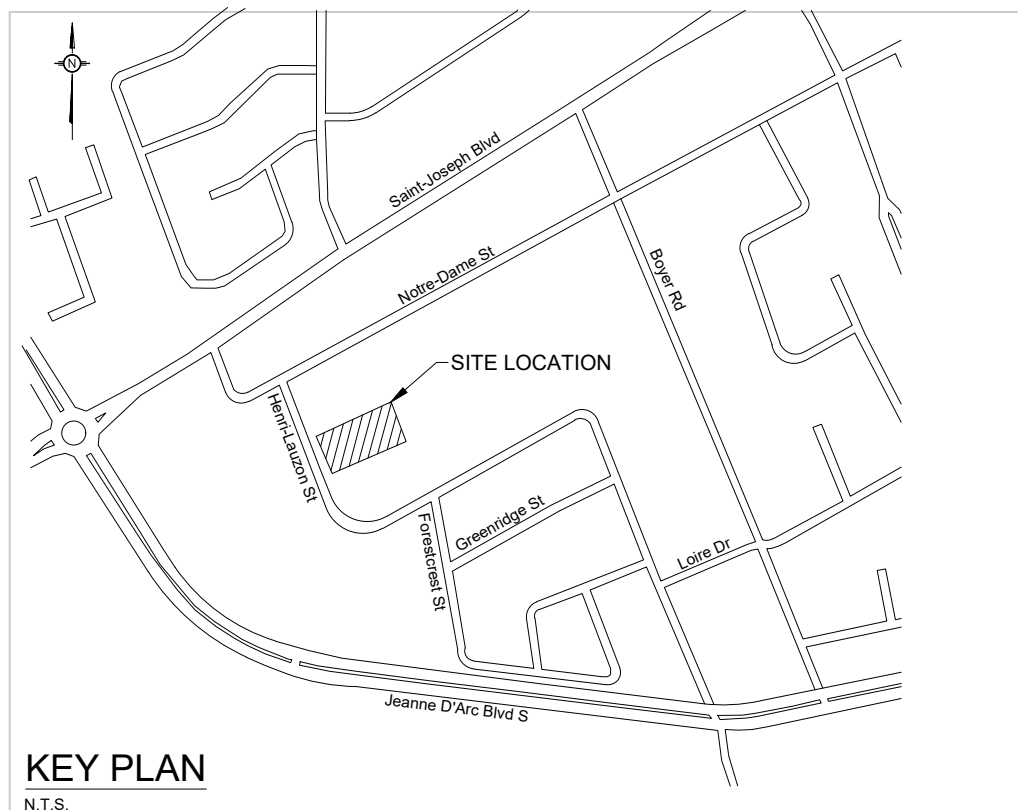 N
Saint-Joseph Blvd
Notre-Dame St
Boyer Rd
SITE LOCATION
Henri-Lauzon St
Forestcrest St
Greenridge St
Loire Dr
Jeanne D'Arc Blvd S
KEY PLAN
N.T.S.